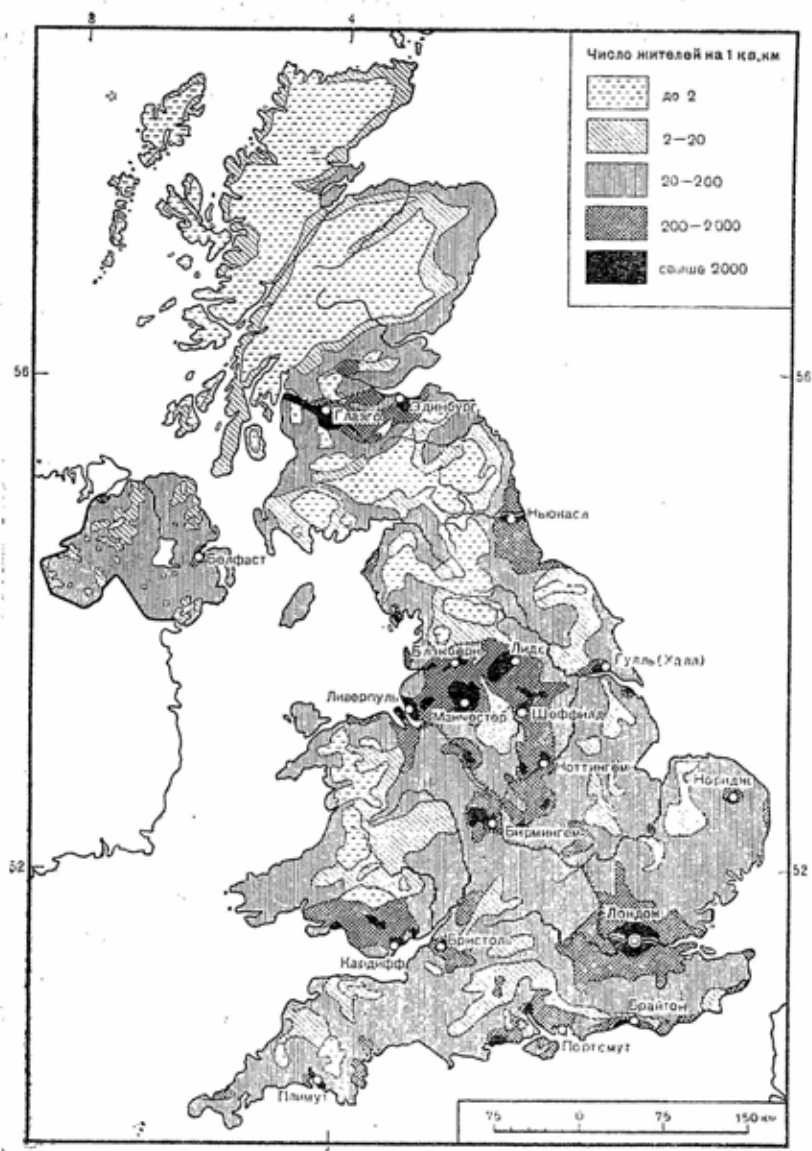 8
4
Число жителей на 1 кв.км
до 2
2—20
20—200
200—2000
свыше 2000
56
56
Глазго
Эдинбург
Ньюкасл
Белфаст
Блэкберн
Лидс
Гулль (Халл)
Ливерпуль
Манчестер
Шеффилд
Ноттингем
Норидж
Бирмингем
52
52
Лондон
Бристоль
Кардифф
Брайтон
Портсмут
Плимут
75
0
75
150 км
4